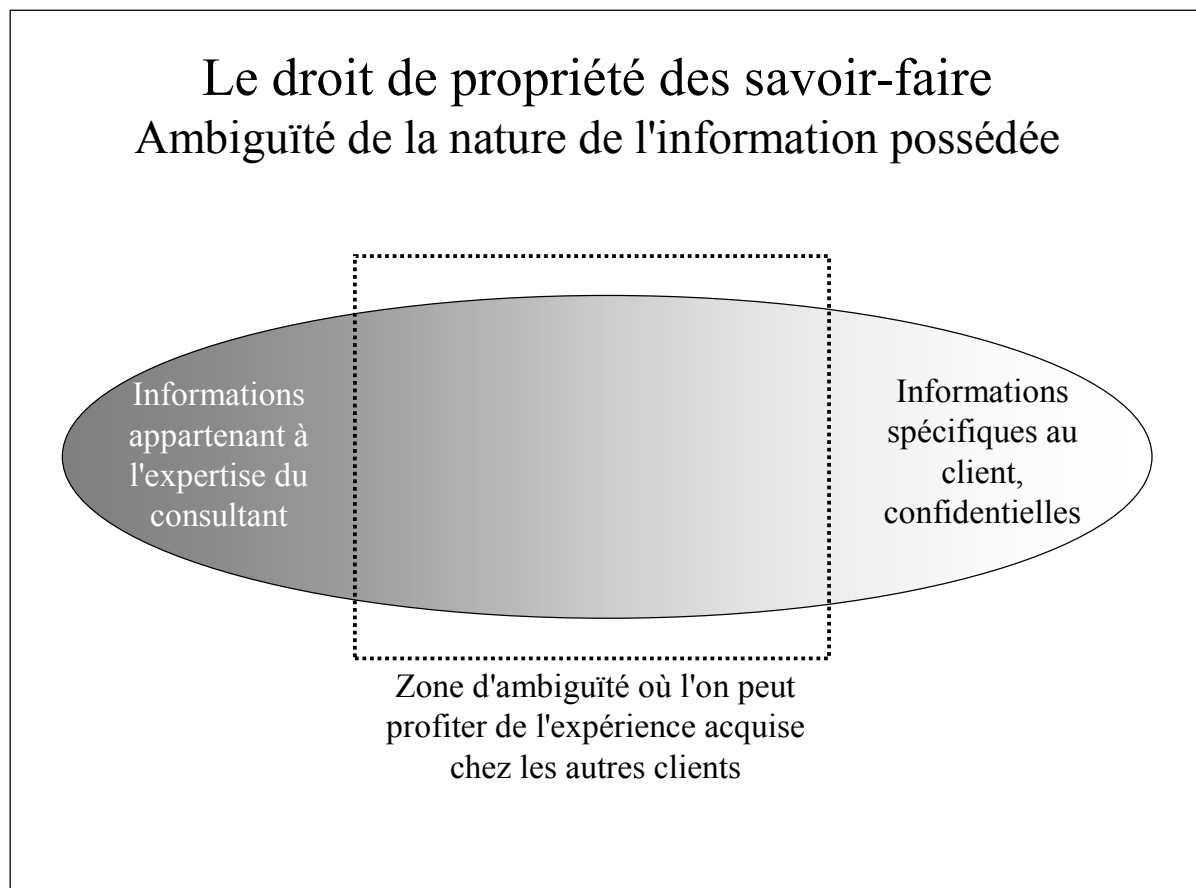 Le droit de propriété des savoir-faire
Ambiguïté de la nature de l'information possédée
Informations
appartenant à
l'expertise du
consultant
Informations
spécifiques au
client,
confidentielles
Zone d'ambiguïté où l'on peut
profiter de l'expérience acquise
chez les autres clients